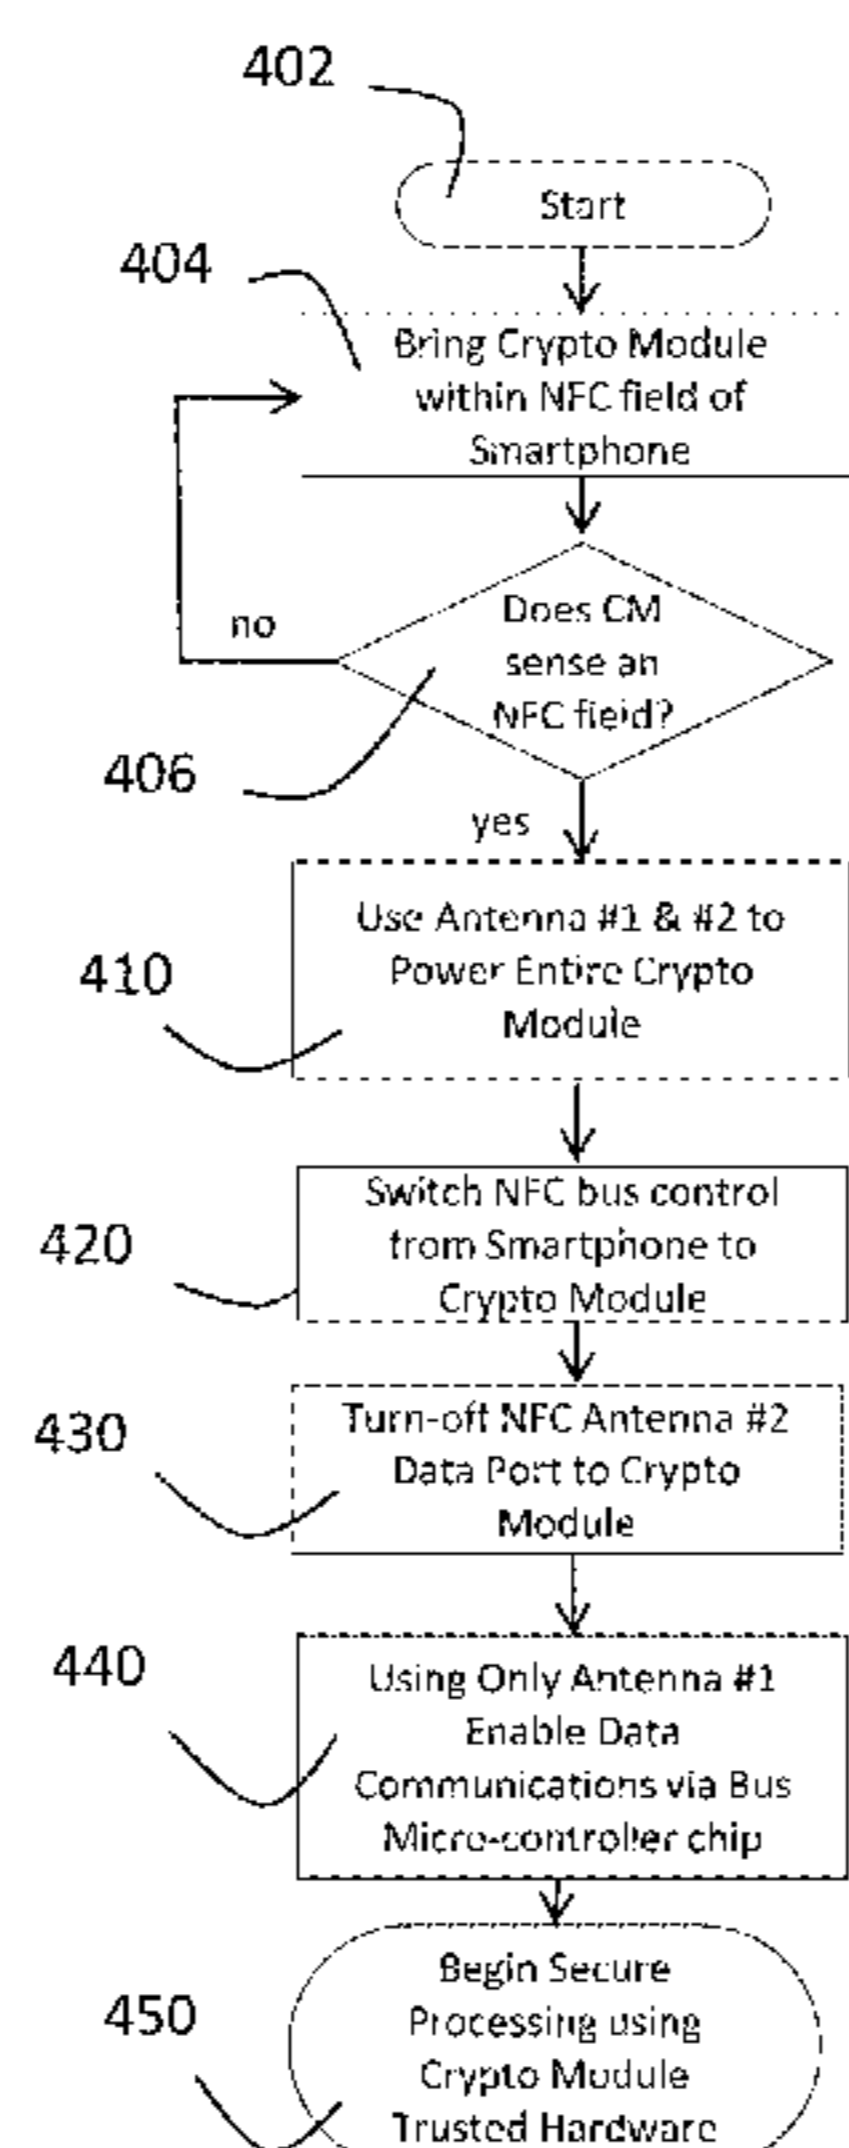 402
Start
404
Bring Crypto Module
within NFC field of
Smartphone
Does CM
sense an
NFC field?
no
406
yes
Use Antenna #1 & #2 to
Power Entire Crypto
Module
410
Switch NFC bus control
from Smartphone to
Crypto Module
420
Turn-off NFC Antenna #2
Data Port to Crypto
Module
430
Using Only Antenna #1
Enable Data
Communications via Bus
Micro-controller chip
440
Begin Secure
Processing using
Crypto Module
Trusted Hardware
450